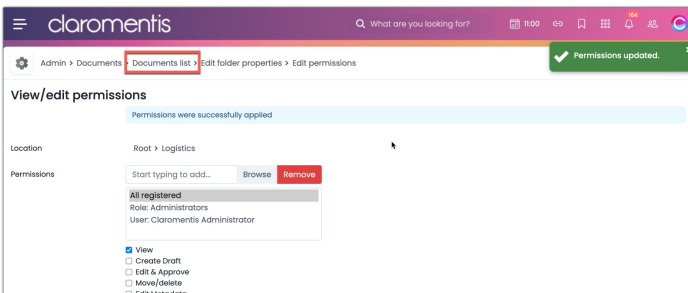 claromentis
What are you looking for?
11:00
164
Admin > Documents > Documents list > Edit folder properties > Edit permissions
Permissions updated.
View/edit permissions
Permissions were successfully applied
Location
Root > Logistics
Permissions
Start typing to add...
Browse
Remove
All registered
Role: Administrators
User: Claromentis Administrator
View
Create Draft
Edit & Approve
Move/delete
Edit Metadata